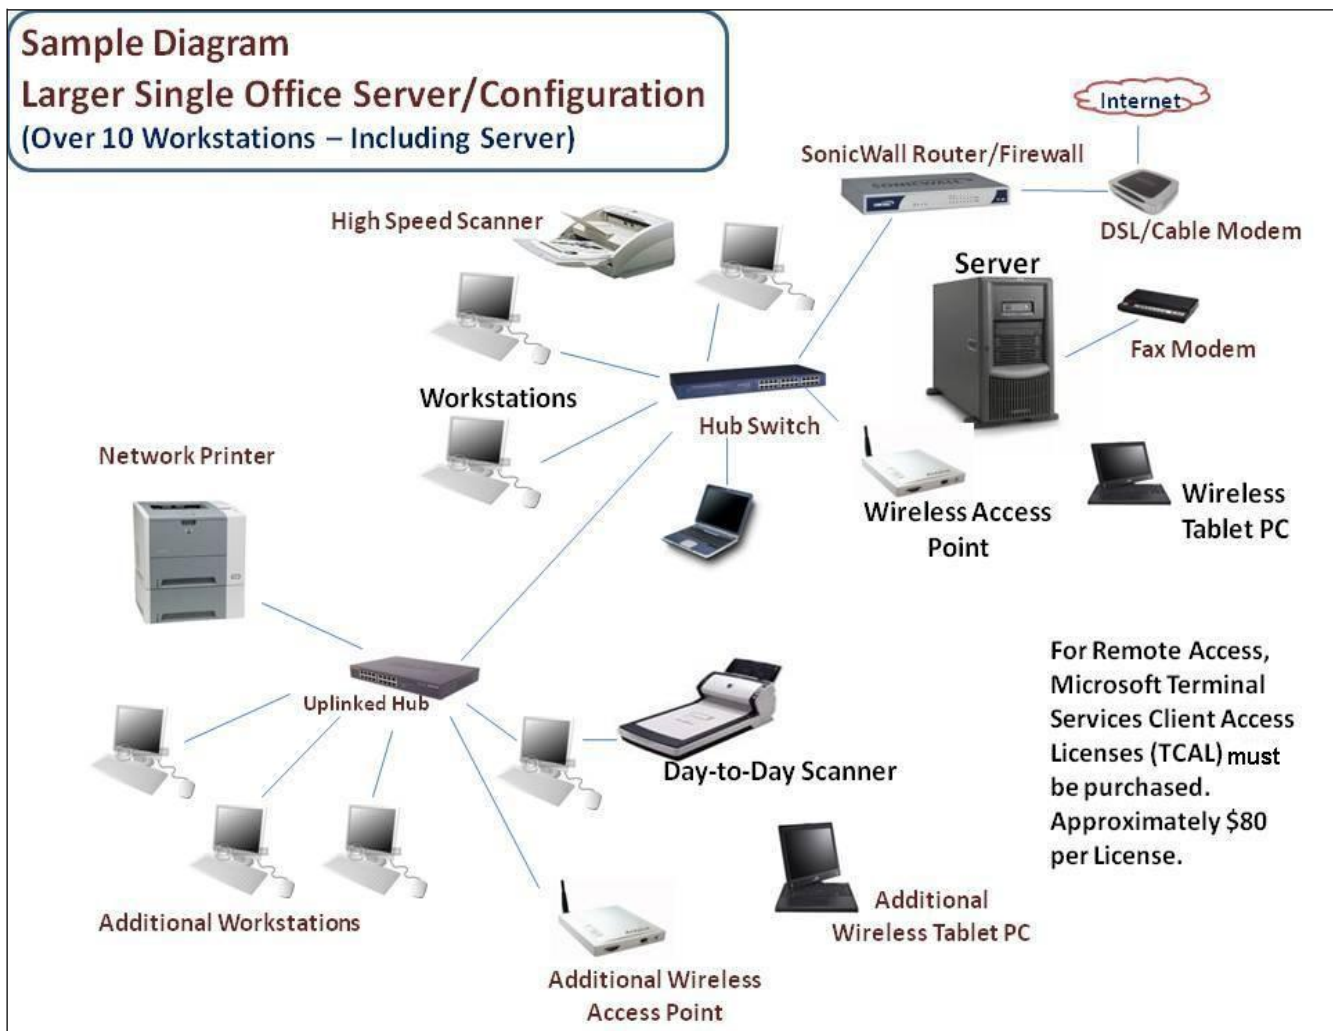 Sample Diagram
Larger Single Office Server/Configuration
(Over 10 Workstations – Including Server)
Internet
SonicWall Router/Firewall
SONICWALL
DSL/Cable Modem
High Speed Scanner
Server
Fax Modem
Workstations
Hub Switch
Network Printer
Wireless Access
Point
Wireless
Tablet PC
Uplinked Hub
Day-to-Day Scanner
For Remote Access,
Microsoft Terminal
Services Client Access
Licenses (TCAL) must
be purchased.
Approximately $80
per License.
Additional Workstations
Additional
Wireless Tablet PC
Additional Wireless
Access Point